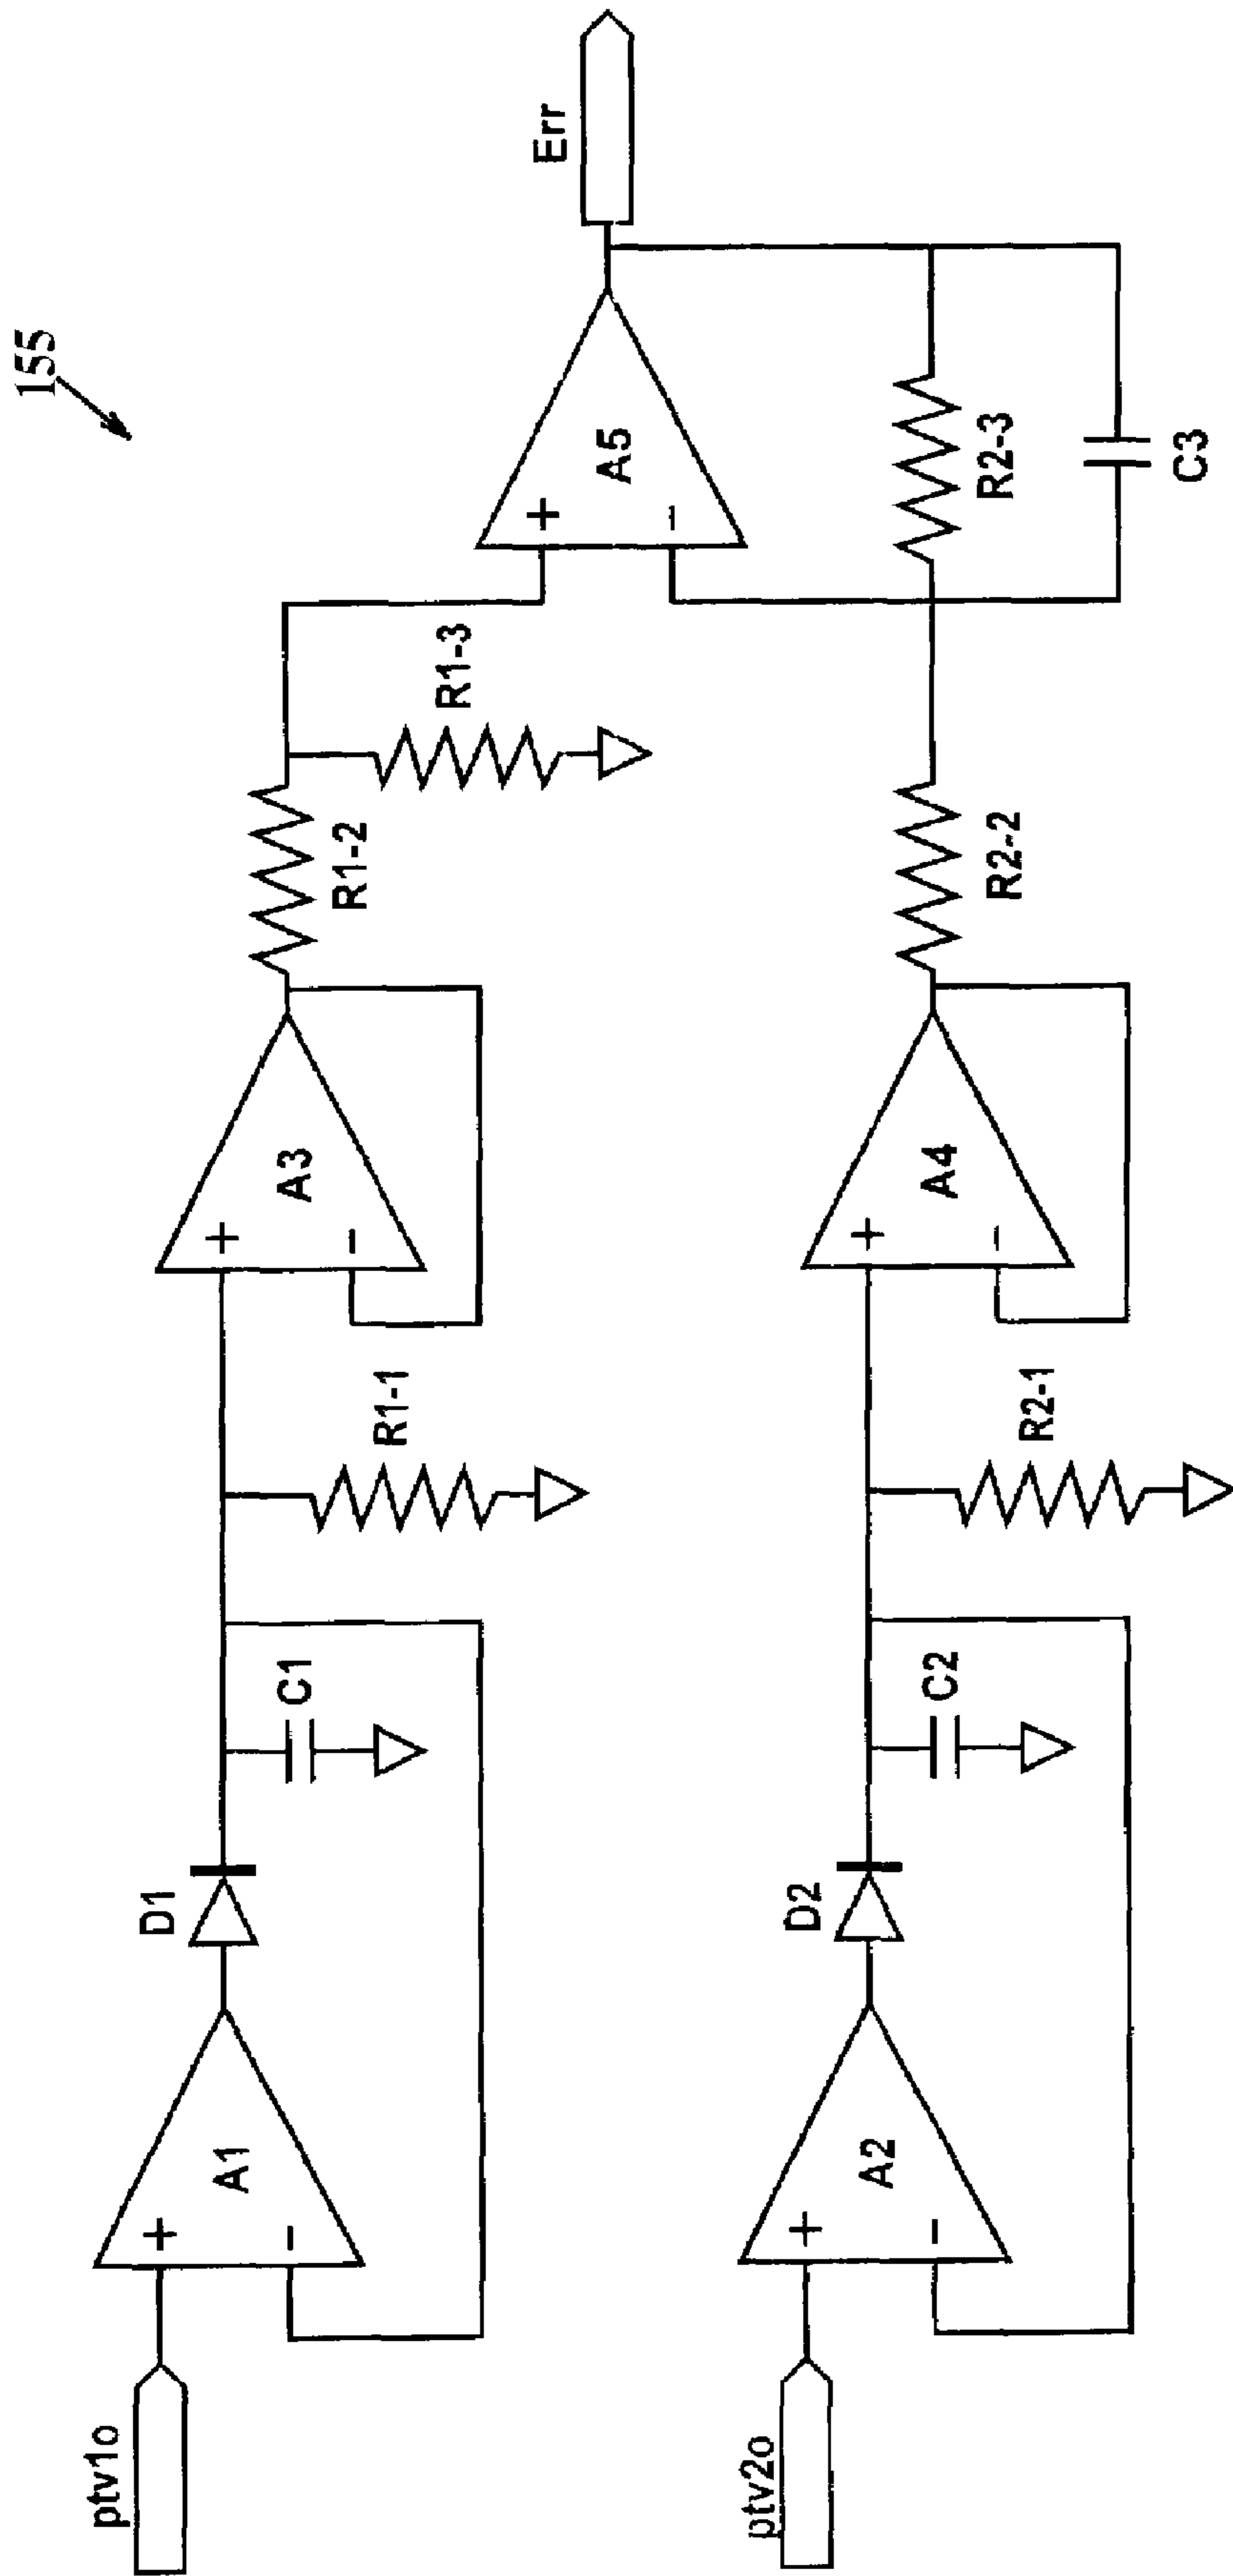 155
ptv1o
+
-
A1
D1
C1
R1-1
+
-
A3
R1-2
R1-3
+
-
A5
Err
ptv2o
+
-
A2
D2
C2
R2-1
+
-
A4
R2-2
R2-3
C3